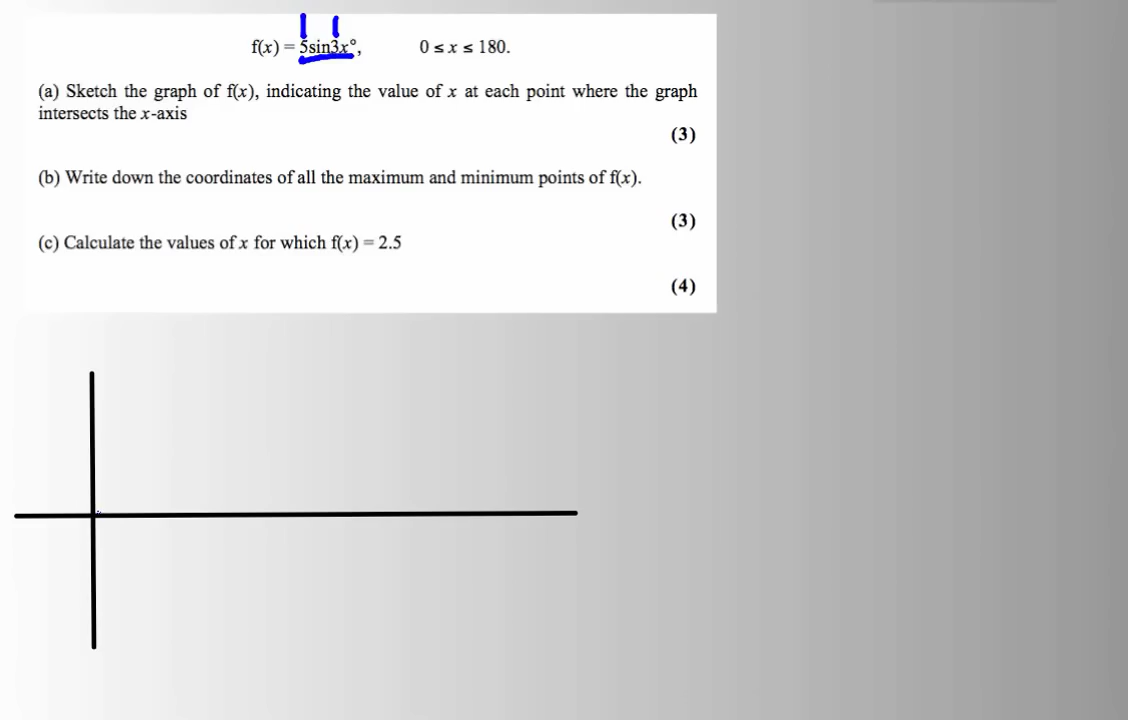 f(x) = 5sin3x°, 0 ≤ x ≤ 180.
(a) Sketch the graph of f(x), indicating the value of x at each point where the graph
intersects the x-axis
(3)
(b) Write down the coordinates of all the maximum and minimum points of f(x).
(3)
(c) Calculate the values of x for which f(x) = 2.5
(4)